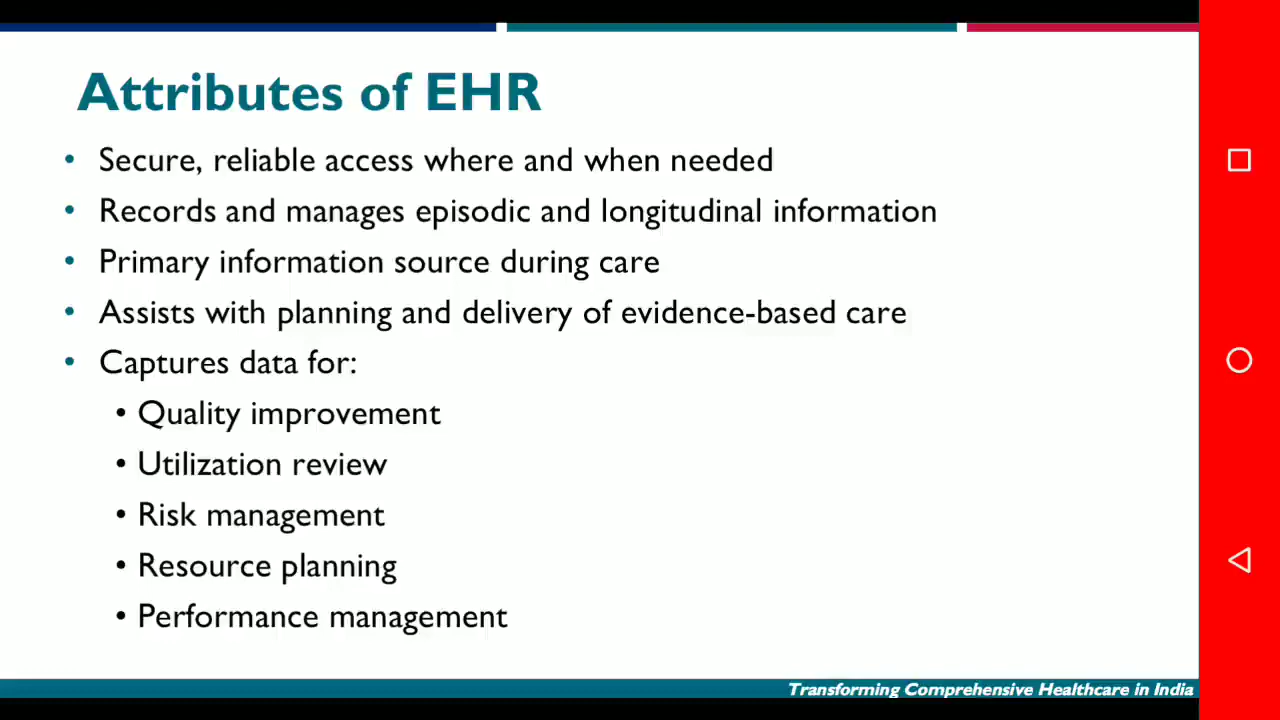 Attributes of EHR
• Secure, reliable access where and when needed
• Records and manages episodic and longitudinal information
• Primary information source during care
• Assists with planning and delivery of evidence-based care
• Captures data for:
• Quality improvement
• Utilization review
• Risk management
• Resource planning
• Performance management
Transforming Comprehensive Healthcare in India